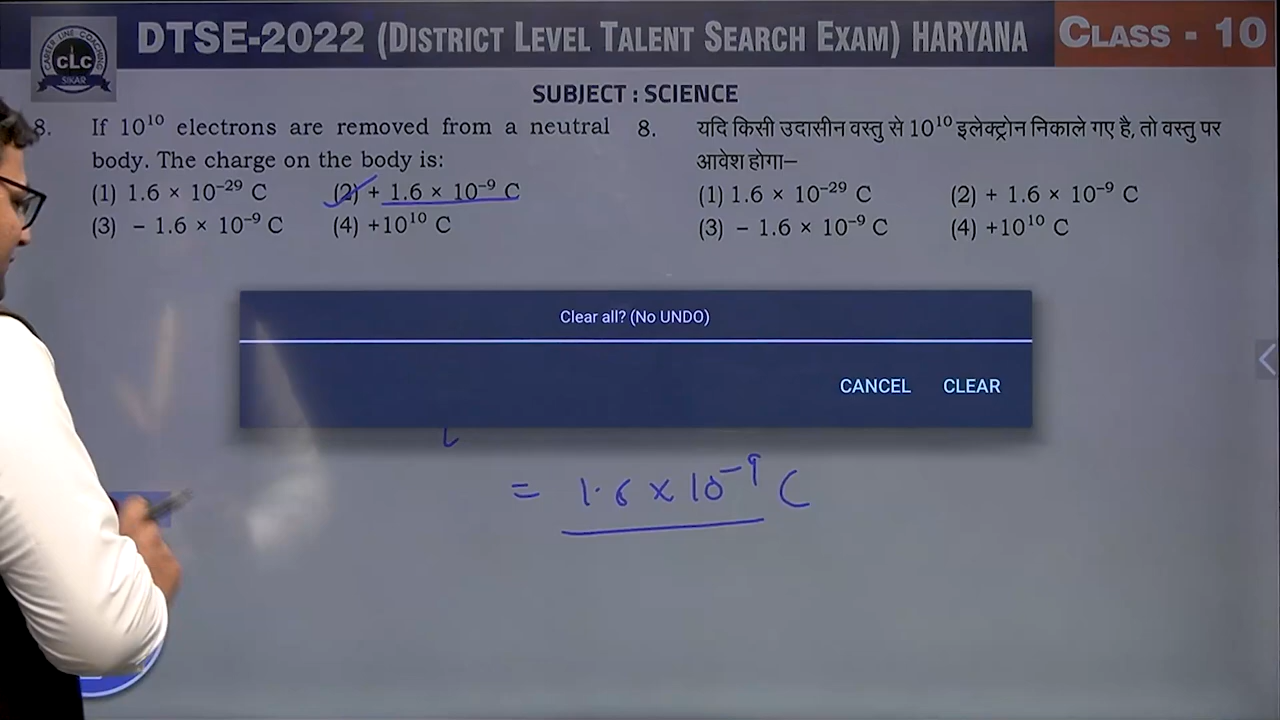 CAREER LINE COACHING
CLC
SIKAR
DTSE-2022 (DISTRICT LEVEL TALENT SEARCH EXAM) HARYANA
CLASS - 10
SUBJECT : SCIENCE
8. If 10¹⁰ electrons are removed from a neutral
body. The charge on the body is:
(1) 1.6 × 10⁻²⁹ C (2) + 1.6 × 10⁻⁹ C
(3) – 1.6 × 10⁻⁹ C (4) +10¹⁰ C
8. यदि किसी उदासीन वस्तु से 10¹⁰ इलेक्ट्रोन निकाले गए है, तो वस्तु पर
आवेश होगा–
(1) 1.6 × 10⁻²⁹ C (2) + 1.6 × 10⁻⁹ C
(3) – 1.6 × 10⁻⁹ C (4) +10¹⁰ C
Clear all? (No UNDO)
CANCEL CLEAR
= 1.6 × 10⁻⁹ C